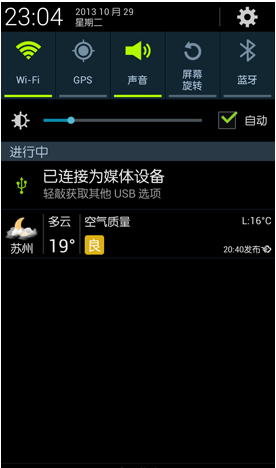 23:04
2013 10 月 29
星期二
Wi-Fi
GPS
声音
屏幕
旋转
蓝牙
自动
进行中
已连接为媒体设备
轻敲获取其他 USB 选项
苏州
多云
19°
空气质量
良
L:16°C
20:40发布